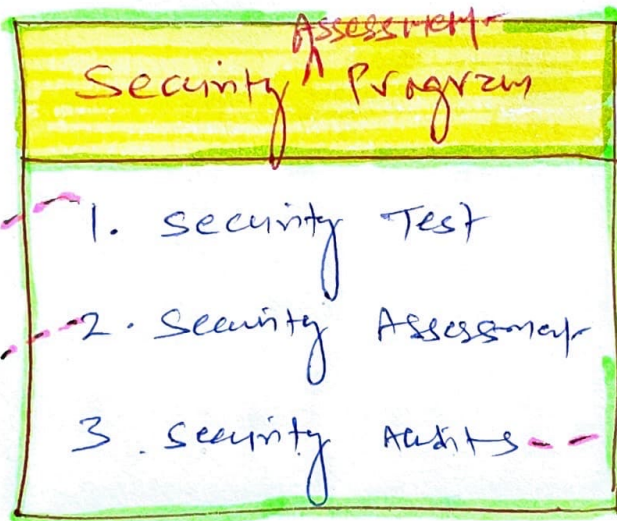 Security Assessment Program
1. Security Test
2. Security Assessment
3. Security Audits